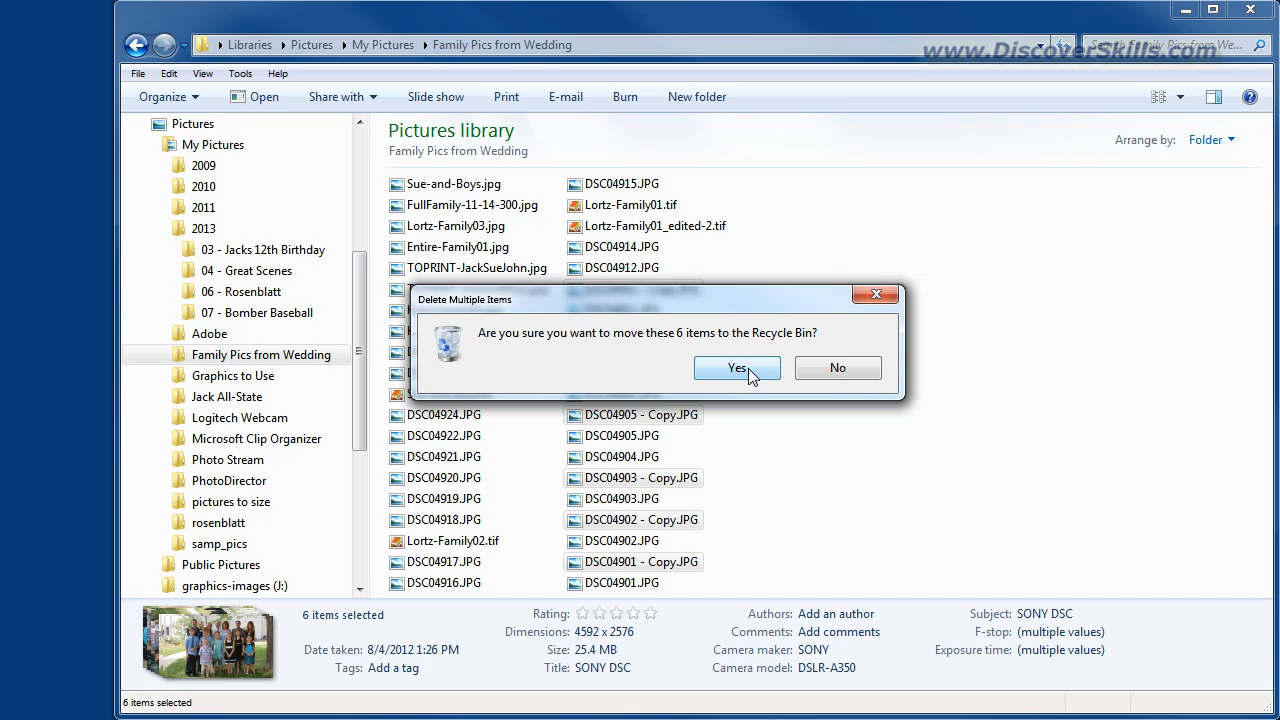 Libraries Pictures My Pictures Family Pics from Wedding
Search Family Pics from We...
www.DiscoverSkills.com
File Edit View Tools Help
Organize Open Share with Slide show Print E-mail Burn New folder
Pictures
My Pictures
2009
2010
2011
2013
03 - Jacks 12th Birthday
04 - Great Scenes
06 - Rosenblatt
07 - Bomber Baseball
Adobe
Family Pics from Wedding
Graphics to Use
Jack All-State
Logitech Webcam
Microsoft Clip Organizer
Photo Stream
PhotoDirector
pictures to size
rosenblatt
samp_pics
Public Pictures
graphics-images (J:)
Pictures library
Family Pics from Wedding
Arrange by: Folder
Sue-and-Boys.jpg
FullFamily-11-14-300.jpg
Lortz-Family03.jpg
Entire-Family01.jpg
TOPRINT-JackSueJohn.jpg
DSC04924.JPG
DSC04922.JPG
DSC04921.JPG
DSC04920.JPG
DSC04919.JPG
DSC04918.JPG
Lortz-Family02.tif
DSC04917.JPG
DSC04916.JPG
DSC04915.JPG
Lortz-Family01.tif
Lortz-Family01_edited-2.tif
DSC04914.JPG
DSC04912.JPG
DSC04905 - Copy.JPG
DSC04905.JPG
DSC04904.JPG
DSC04903 - Copy.JPG
DSC04903.JPG
DSC04902 - Copy.JPG
DSC04902.JPG
DSC04901 - Copy.JPG
DSC04901.JPG
Delete Multiple Items
Are you sure you want to move these 6 items to the Recycle Bin?
Yes No
6 items selected
Date taken: 8/4/2012 1:26 PM
Tags: Add a tag
Rating:
Dimensions: 4592 x 2576
Size: 25.4 MB
Title: SONY DSC
Authors: Add an author
Comments: Add comments
Camera maker: SONY
Camera model: DSLR-A350
Subject: SONY DSC
F-stop: (multiple values)
Exposure time: (multiple values)
6 items selected